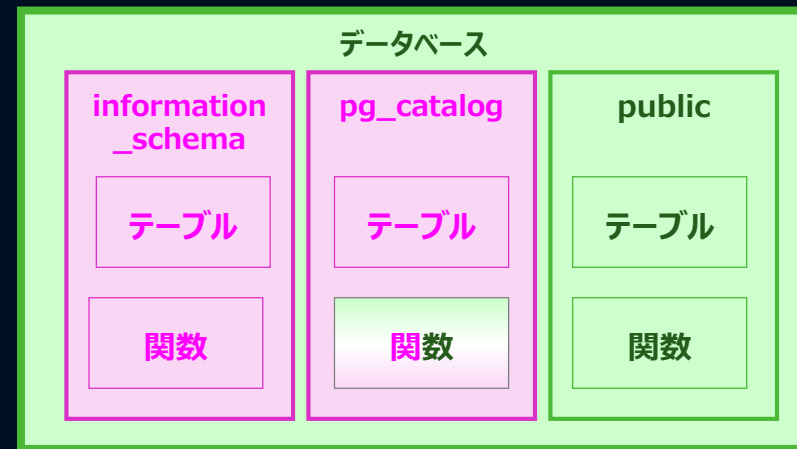 データベース
information
_schema
テーブル
関数
pg_catalog
テーブル
関数
public
テーブル
関数